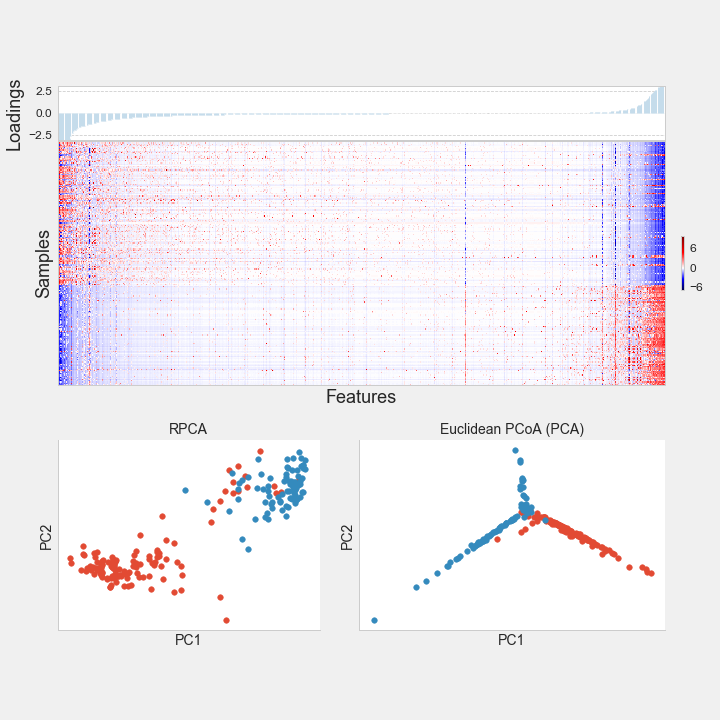 Loadings
2.5
0.0
−2.5
Samples
6
0
−6
Features
RPCA
Euclidean PCoA (PCA)
PC2
PC2
PC1
PC1